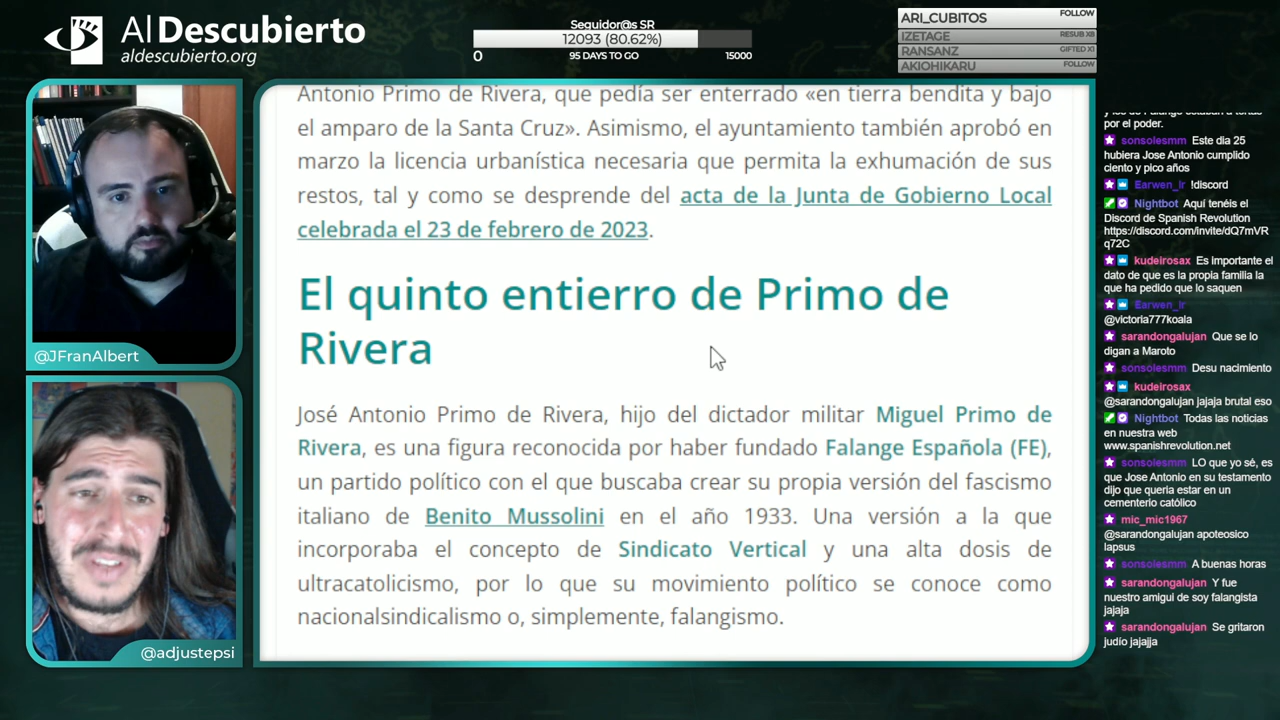 Al Descubierto
aldescubierto.org
Seguidor@s SR
12093 (80.62%)
0
95 DAYS TO GO
15000
ARI_CUBITOS FOLLOW
IZETAGE RESUB X8
RANSANZ GIFTED X1
AKIOHIKARU FOLLOW
@JFranAlbert
@adjustepsi
Antonio Primo de Rivera, que pedía ser enterrado «en tierra bendita y bajo
el amparo de la Santa Cruz». Asimismo, el ayuntamiento también aprobó en
marzo la licencia urbanística necesaria que permita la exhumación de sus
restos, tal y como se desprende del acta de la Junta de Gobierno Local
celebrada el 23 de febrero de 2023.
El quinto entierro de Primo de
Rivera
José Antonio Primo de Rivera, hijo del dictador militar Miguel Primo de
Rivera, es una figura reconocida por haber fundado Falange Española (FE),
un partido político con el que buscaba crear su propia versión del fascismo
italiano de Benito Mussolini en el año 1933. Una versión a la que
incorporaba el concepto de Sindicato Vertical y una alta dosis de
ultracatolicismo, por lo que su movimiento político se conoce como
nacionalsindicalismo o, simplemente, falangismo.
por el poder.
sonsolesmm Este dia 25
hubiera Jose Antonio cumplido
ciento y pico años
Earwen_Ir !discord
Nightbot Aquí tenéis el
Discord de Spanish Revolution
https://discord.com/invite/dQ7mVR
q72C
kudeirosax Es importante el
dato de que es la propia familia la
que ha pedido que lo saquen
Earwen_Ir
@victoria777koala
sarandongalujan Que se lo
digan a Maroto
sonsolesmm Desu nacimiento
kudeirosax
@sarandongalujan jajaja brutal eso
Nightbot Todas las noticias
en nuestra web
www.spanishrevolution.net
sonsolesmm LO que yo sé, es
que Jose Antonio en su testamento
dijo que queria estar en un
cementerio católico
mic_mic1967
@sarandongalujan apoteosico
lapsus
sonsolesmm A buenas horas
sarandongalujan Y fue
nuestro amigui de soy falangista
jajaja
sarandongalujan Se gritaron
judío jajajja